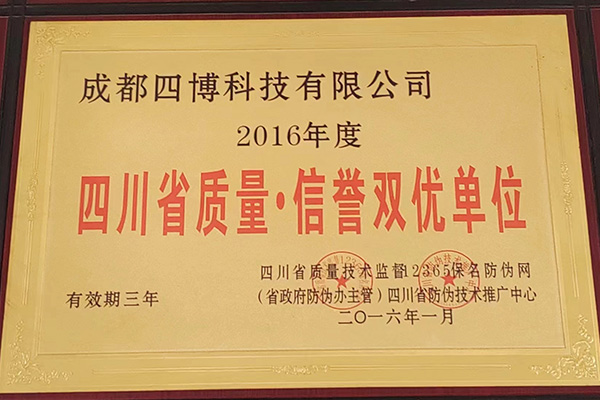 成都四博科技有限公司
2016年度
四川省质量·信誉双优单位
四川省质量技术监督12365保名防伪网
有效期三年
(省政府防伪办主管)四川省防伪技术推广中心
二〇一六年一月